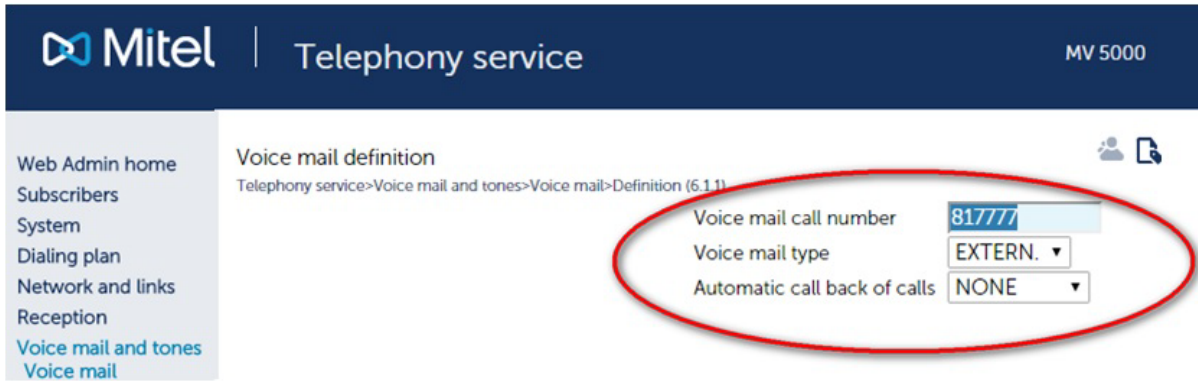 Mitel
Telephony service
MV 5000
Web Admin home
Subscribers
System
Dialing plan
Network and links
Reception
Voice mail and tones
Voice mail
Voice mail definition
Telephony service>Voice mail and tones>Voice mail>Definition (6.1.1)
Voice mail call number 817777
Voice mail type EXTERN.
Automatic call back of calls NONE